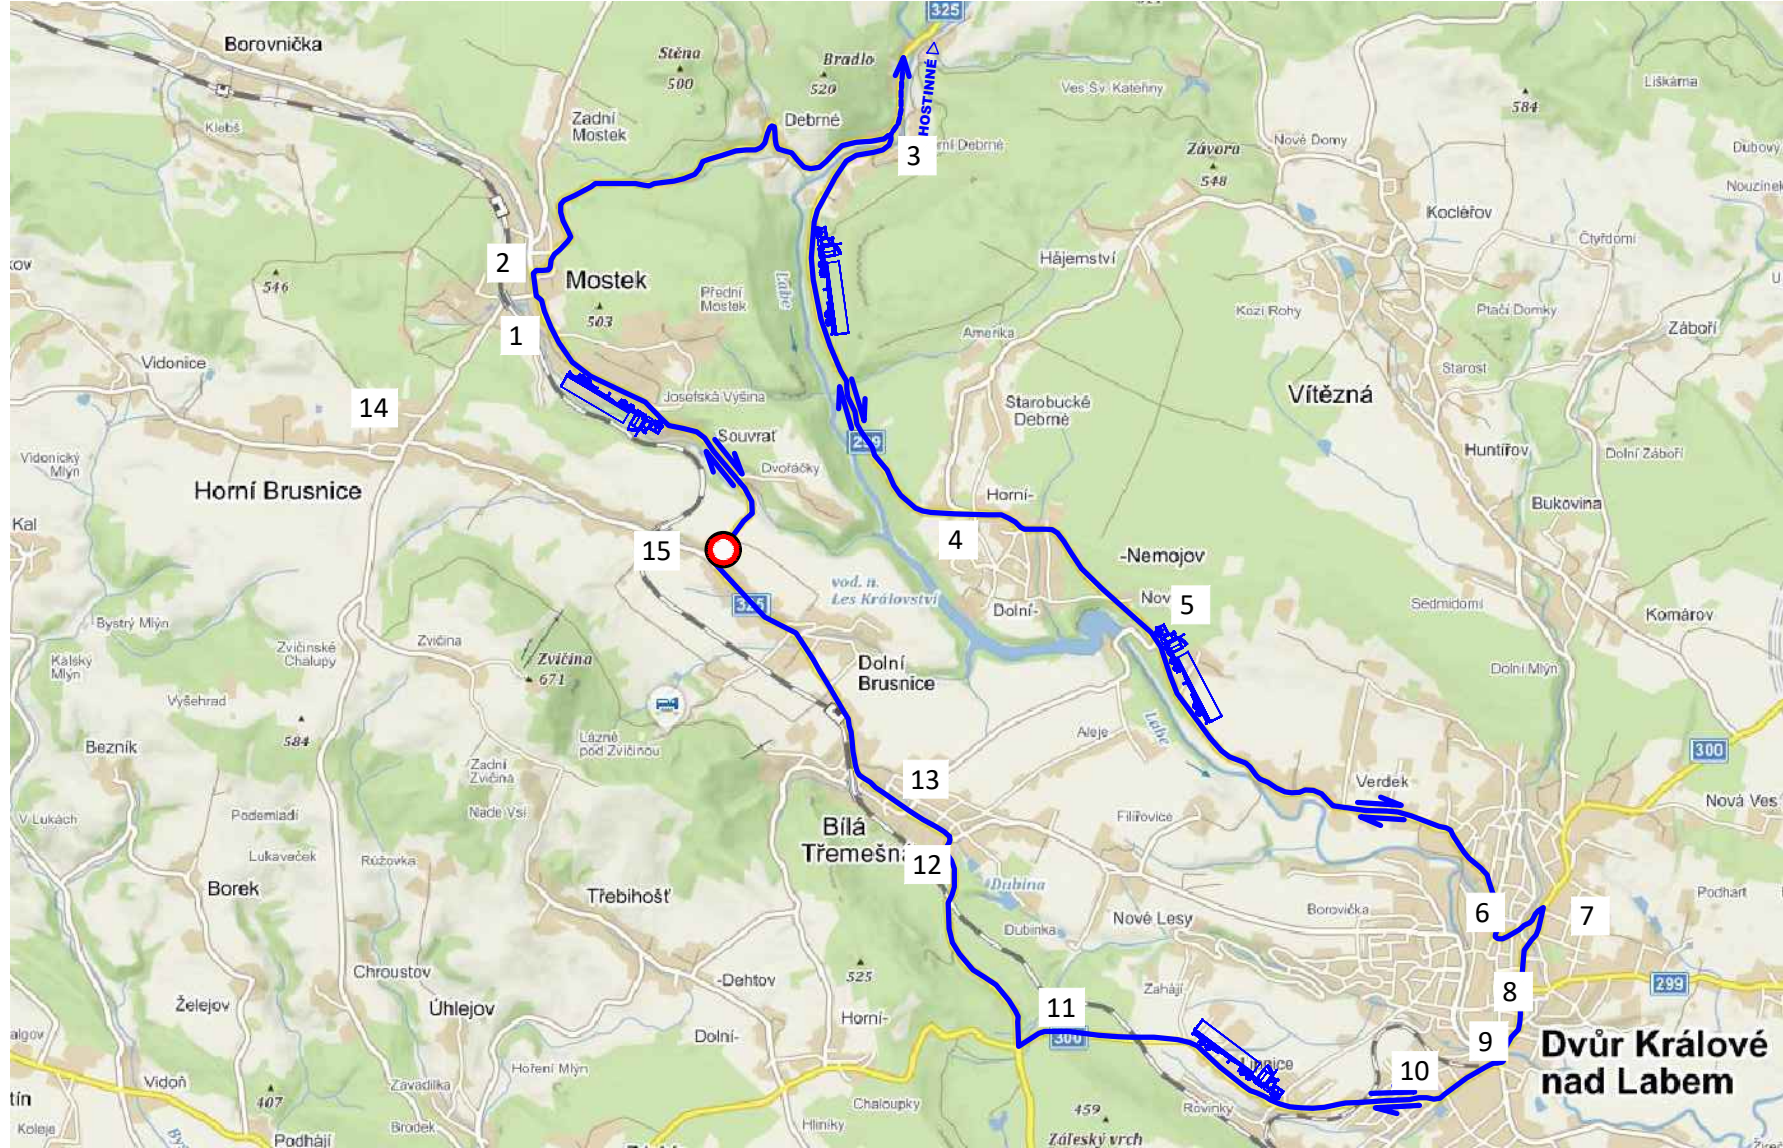 325
Borovnička
Stěna
500
Bradlo
520
HOSTINNÉ
Ves Sv. Kateřiny
584
Liškárna
Klebš
Zadní
Mostek
Debrné
3
Závora
548
Nové Domy
Dubový
Nouzínek
Kocléřov
Čtyřdomí
2
Mostek
546
503
Přední
Mostek
Labe
Hájemství
Kozí Rohy
Ptačí Domky
Záboří
1
Amerika
Vidonice
Starost
14
Josefská Výšina
Starobucké
Debrné
Vítězná
Souvrať
Vidonický
Mlýn
Dvořáčky
Huntířov
Dolní Záboří
Horní Brusnice
Horní-
Bukovina
Kal
15
4
-Nemojov
vod. n.
Les Království
325
Dolní-
5
Sedmidomí
Komárov
Bystrý Mlýn
Zvičinské
Chalupy
Zvičina
Zvičina
671
Kalský
Mlýn
Dolní
Brusnice
Dolní Mlýn
Vyšehrad
584
Lázně
pod Zvičinou
Aleje
Labe
300
Bezník
Zadní
Zvičina
13
Verdek
Nová Ves
V Lukách
Podemladí
Nade Vsí
Filířovice
Bílá
Třemešná
12
Lukaveček
Růžovka
Borek
Třebihošť
Dubina
Podhart
Borovička
6
7
Nové Lesy
Dubinka
525
Chroustov
-Dehtov
Zahájí
299
8
Želejov
Úhlejov
Horní-
11
Dolní-
300
9
Dvůr Králové
nad Labem
Hoření Mlýn
10
Vidoň
Zavadilka
407
Chaloupky
459
Rovinky
Koleje
Podhájí
Brodek
Hliníky
Záleský vrch